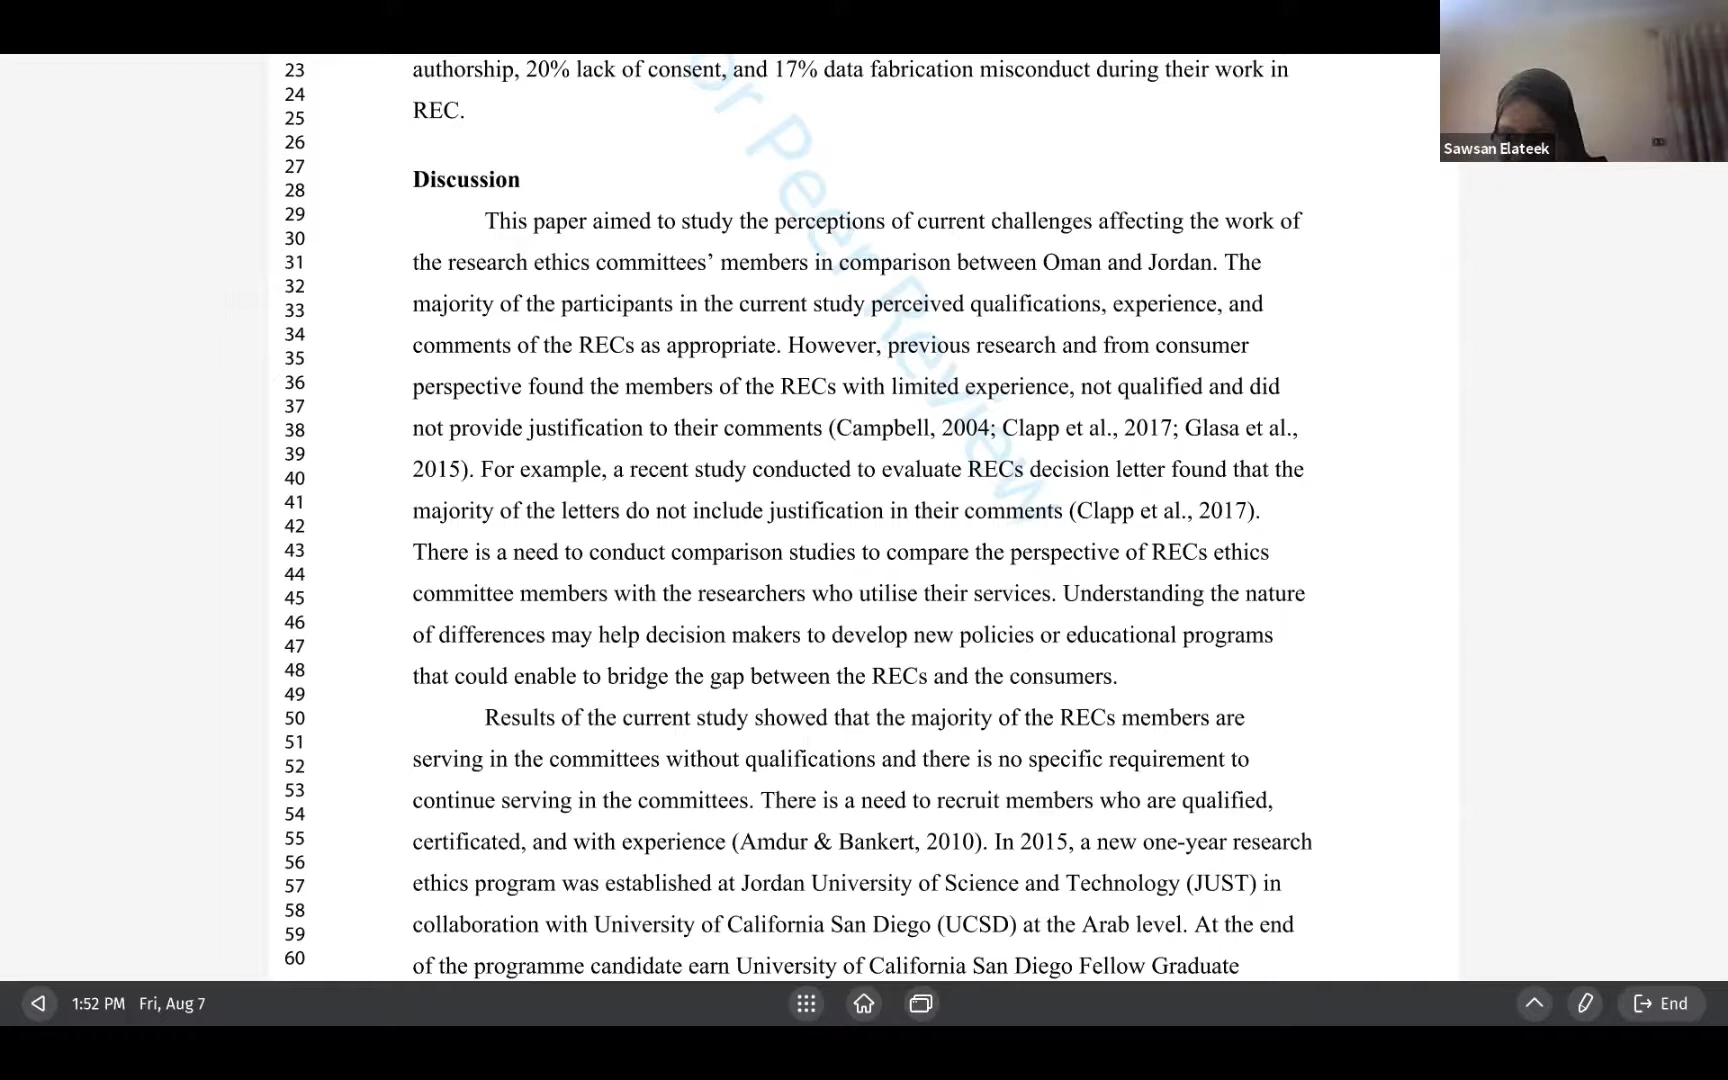 authorship, 20% lack of consent, and 17% data fabrication misconduct during their work in
REC.
Discussion
This paper aimed to study the perceptions of current challenges affecting the work of
the research ethics committees’ members in comparison between Oman and Jordan. The
majority of the participants in the current study perceived qualifications, experience, and
comments of the RECs as appropriate. However, previous research and from consumer
perspective found the members of the RECs with limited experience, not qualified and did
not provide justification to their comments (Campbell, 2004; Clapp et al., 2017; Glasa et al.,
2015). For example, a recent study conducted to evaluate RECs decision letter found that the
majority of the letters do not include justification in their comments (Clapp et al., 2017).
There is a need to conduct comparison studies to compare the perspective of RECs ethics
committee members with the researchers who utilise their services. Understanding the nature
of differences may help decision makers to develop new policies or educational programs
that could enable to bridge the gap between the RECs and the consumers.
Results of the current study showed that the majority of the RECs members are
serving in the committees without qualifications and there is no specific requirement to
continue serving in the committees. There is a need to recruit members who are qualified,
certificated, and with experience (Amdur & Bankert, 2010). In 2015, a new one-year research
ethics program was established at Jordan University of Science and Technology (JUST) in
collaboration with University of California San Diego (UCSD) at the Arab level. At the end
of the programme candidate earn University of California San Diego Fellow Graduate
23
24
25
26
27
28
29
30
31
32
33
34
35
36
37
38
39
40
41
42
43
44
45
46
47
48
49
50
51
52
53
54
55
56
57
58
59
60
or Peer Review
Sawsan Elateek
1:52 PM Fri, Aug 7
End